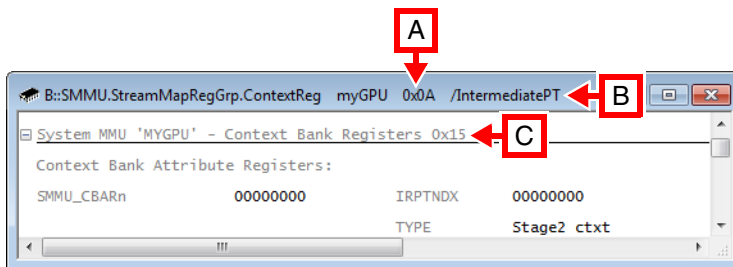 A
B::SMMU.StreamMapRegGrp.ContextReg myGPU 0x0A /IntermediatePT
B
System MMU 'MYGPU' - Context Bank Registers 0x15
C
Context Bank Attribute Registers:
SMMU_CBARn 00000000 IRPTNDX 00000000
TYPE Stage2 ctxt